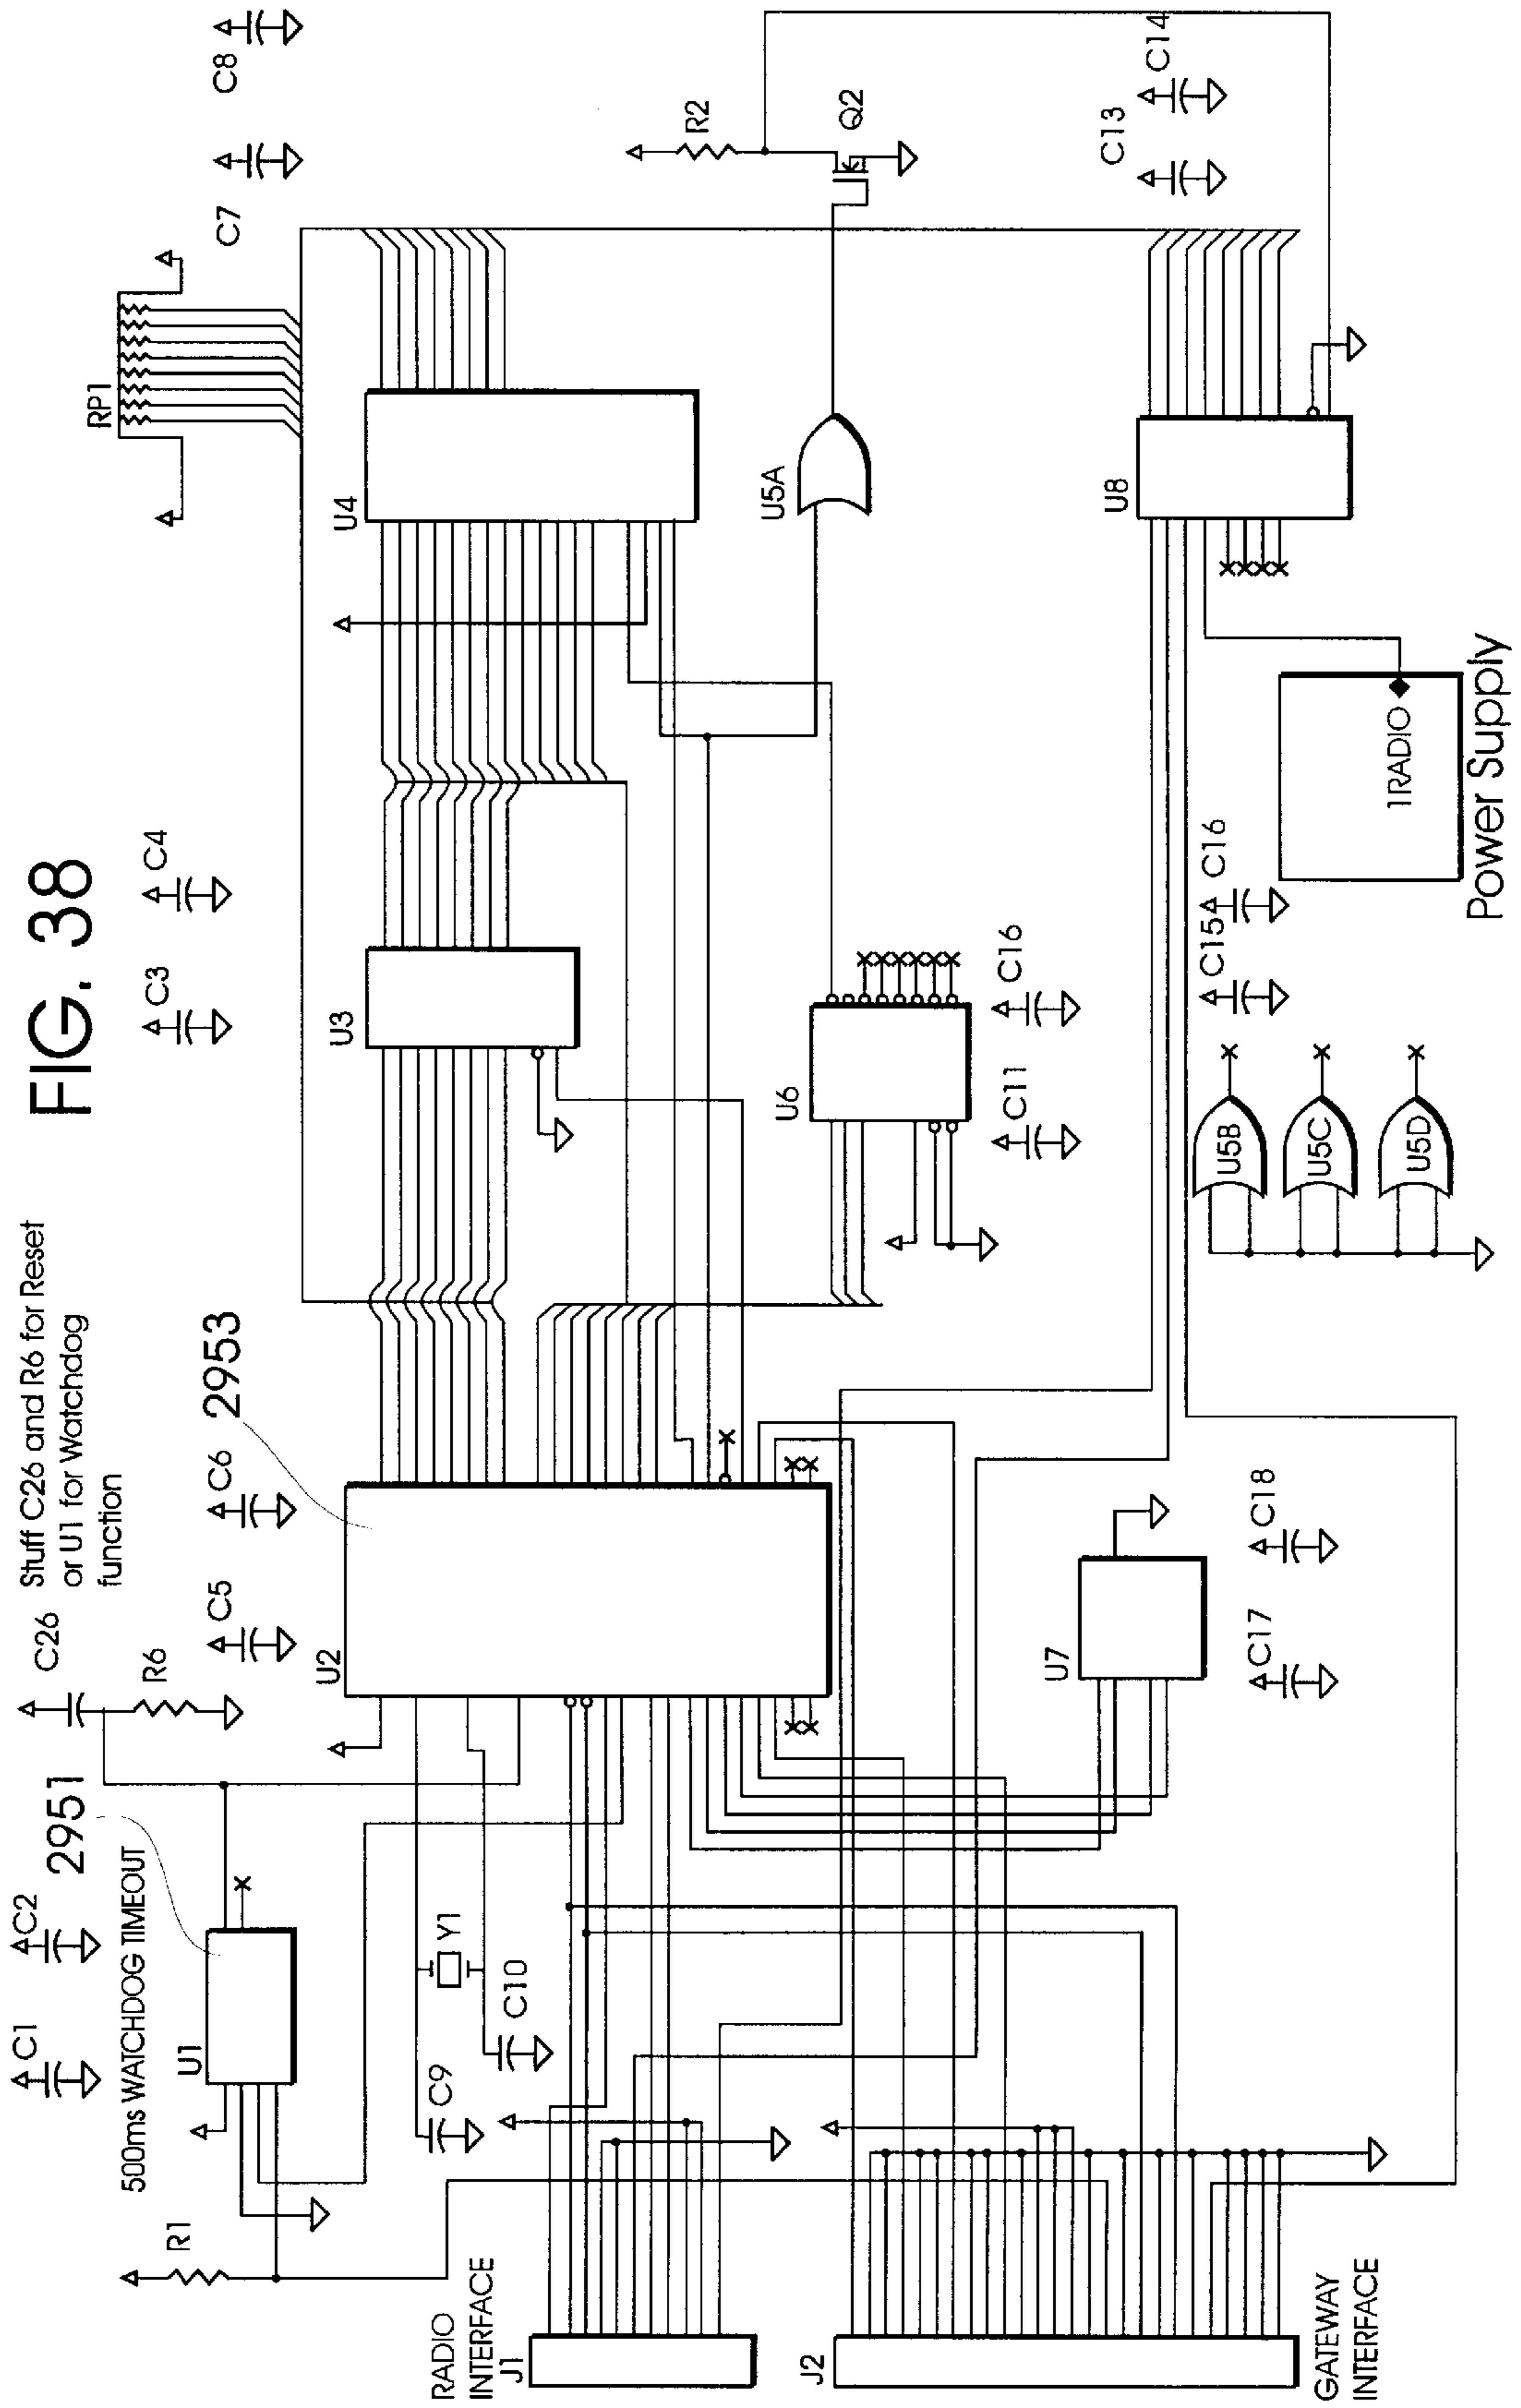 FIG. 38
C1
C2
2951
C26
Stuff C26 and R6 for Reset
or U1 for Watchdog
function
R6
C5
C6
2953
C3
C4
RP1
C7
C8
R1
500ms WATCHDOG TIMEOUT
U1
U2
U3
U4
C9
C10
Y1
RADIO
INTERFACE
J1
R2
Q2
U5A
U6
C11
C16
U7
C17
C18
U8
C13
C14
J2
GATEWAY
INTERFACE
U5B
U5C
U5D
C15
C16
1RADIO
Power Supply